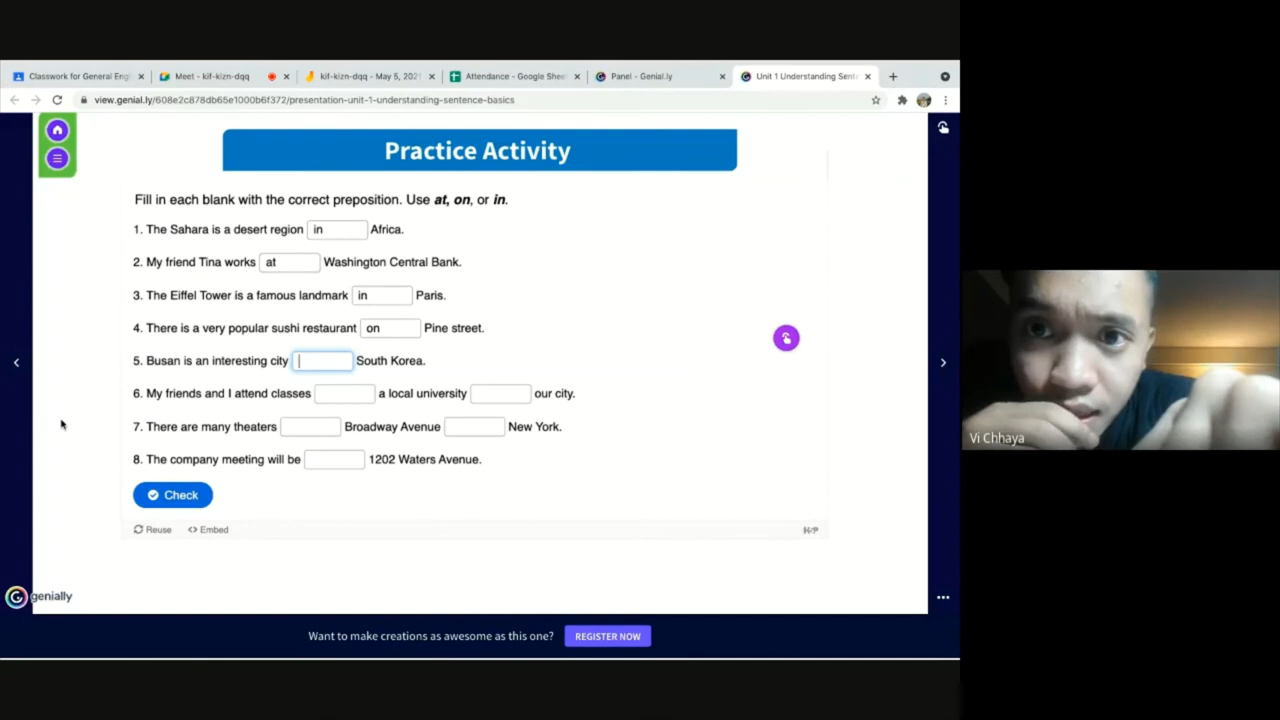 Classwork for General Engl
Meet - kif-kizn-dqq
kif-kizn-dqq - May 5, 2021
Attendance - Google Shee
Panel - Genial.ly
Unit 1 Understanding Sent
view.genial.ly/608e2c878db65e1000b6f372/presentation-unit-1-understanding-sentence-basics
Practice Activity
Fill in each blank with the correct preposition. Use at, on, or in.
1. The Sahara is a desert region in Africa.
2. My friend Tina works at Washington Central Bank.
3. The Eiffel Tower is a famous landmark in Paris.
4. There is a very popular sushi restaurant on Pine street.
5. Busan is an interesting city South Korea.
6. My friends and I attend classes a local university our city.
7. There are many theaters Broadway Avenue New York.
8. The company meeting will be 1202 Waters Avenue.
Check
Reuse <> Embed
H5P
genially
Want to make creations as awesome as this one? REGISTER NOW
Vi Chhaya